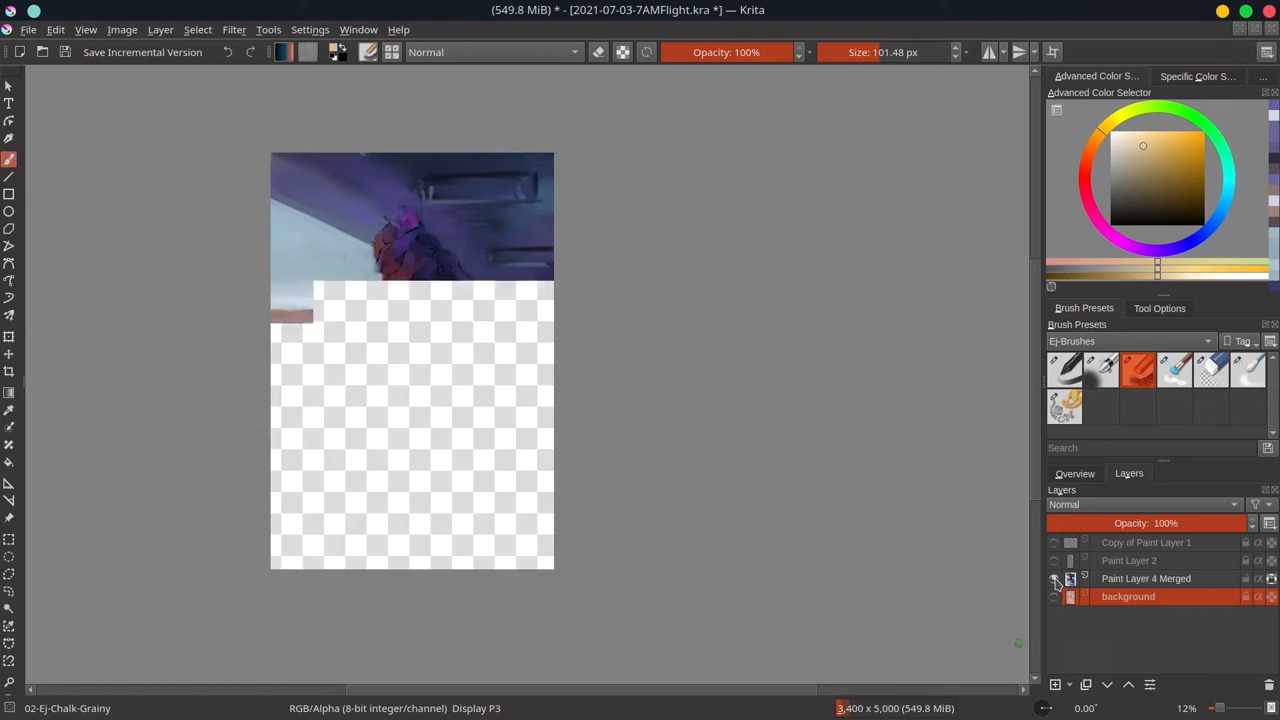 (549.8 MiB) * - [2021-07-03-7AMFlight.kra *] — Krita
File Edit View Image Layer Select Filter Tools Settings Window Help
Save Incremental Version Normal Opacity: 100% Size: 101.48 px
Advanced Color S... Specific Color S... ...
Advanced Color Selector
Brush Presets Tool Options
Brush Presets
Ej-Brushes Tag
Search
Overview Layers
Layers
Normal
Opacity: 100%
Copy of Paint Layer 1
Paint Layer 2
Paint Layer 4 Merged
background
02-Ej-Chalk-Grainy RGB/Alpha (8-bit integer/channel) Display P3 3,400 x 5,000 (549.8 MiB) 0.00° 12%